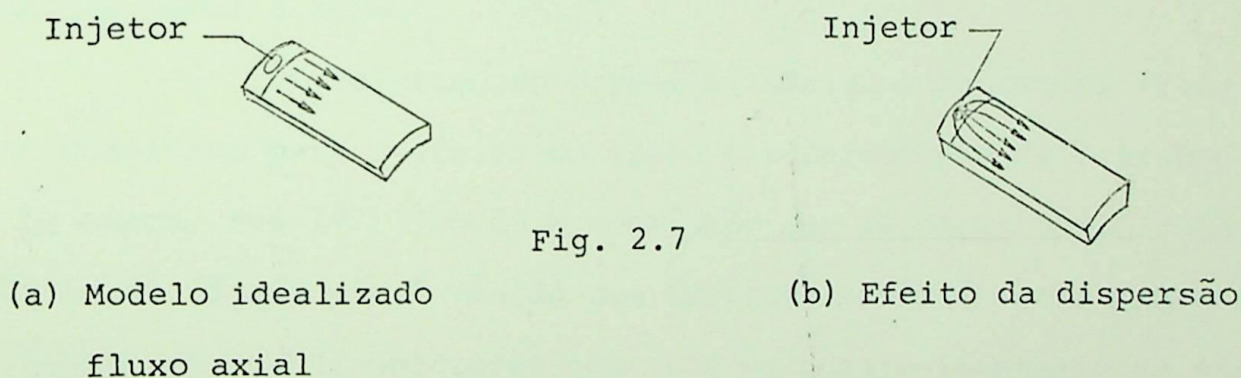 Injetor
Injetor
Fig. 2.7
(a) Modelo idealizado
fluxo axial
(b) Efeito da dispersão